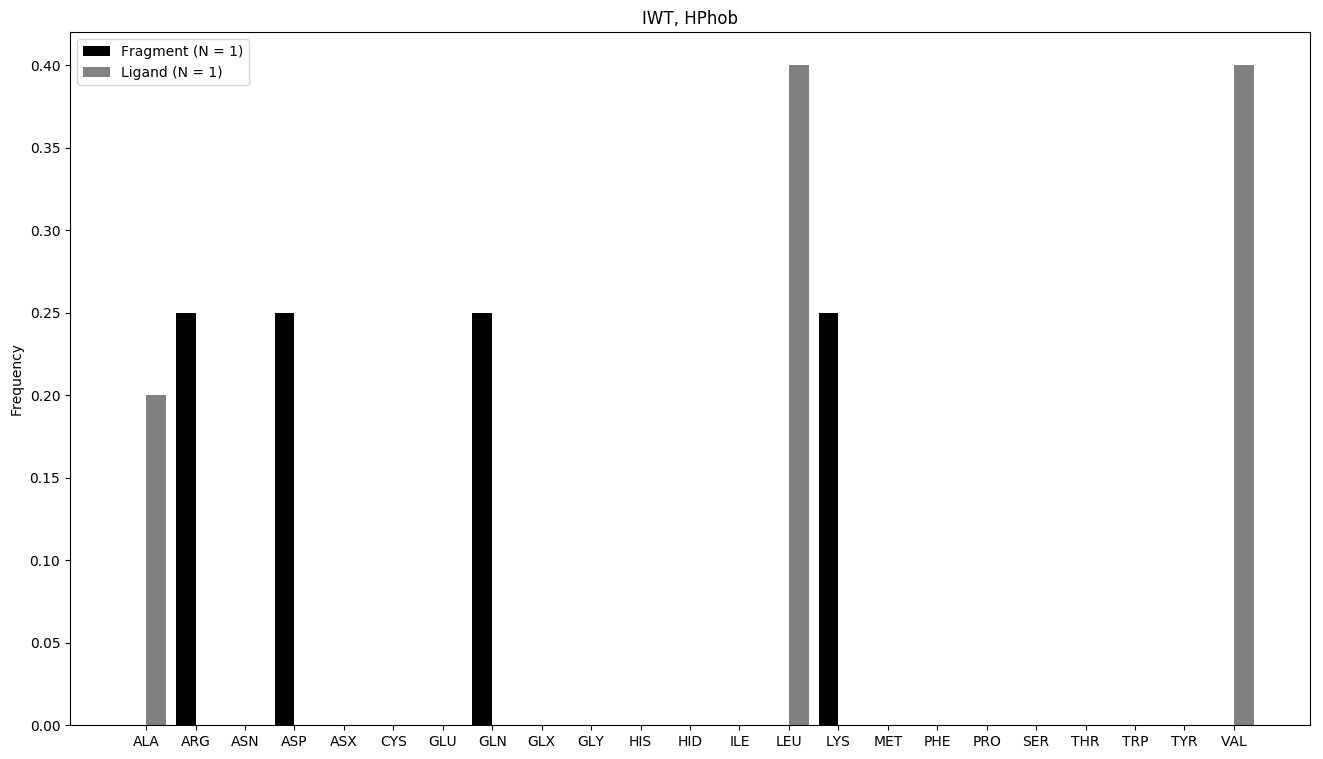 IWT, HPhob
Fragment (N = 1)
Ligand (N = 1)
Frequency
0.40
0.35
0.30
0.25
0.20
0.15
0.10
0.05
0.00
ALA ARG ASN ASP ASX CYS GLU GLN GLX GLY HIS HID ILE LEU LYS MET PHE PRO SER THR TRP TYR VAL